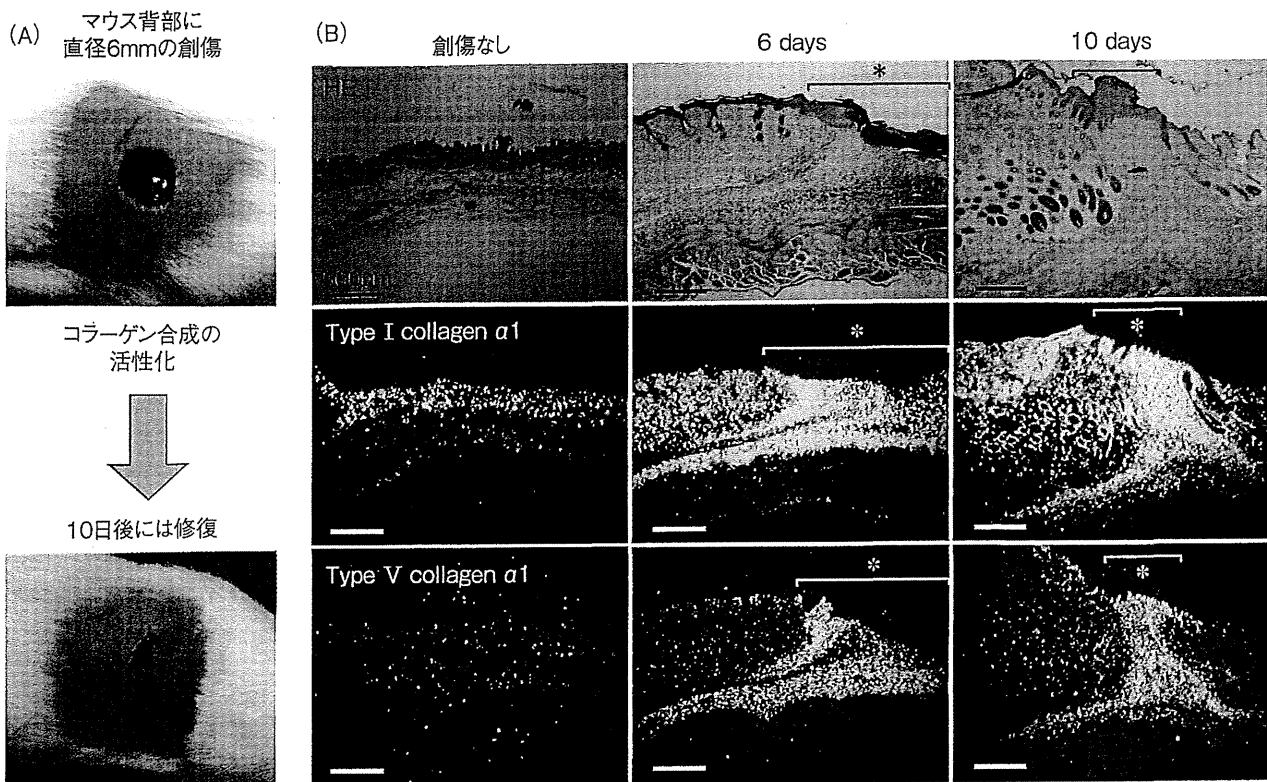 (A)
マウス背部に
直径6mmの創傷
コラーゲン合成の
活性化
10日後には修復
(B)
創傷なし
6 days
10 days
HE
*
Type I collagen α1
*
*
Type V collagen α1
*
*